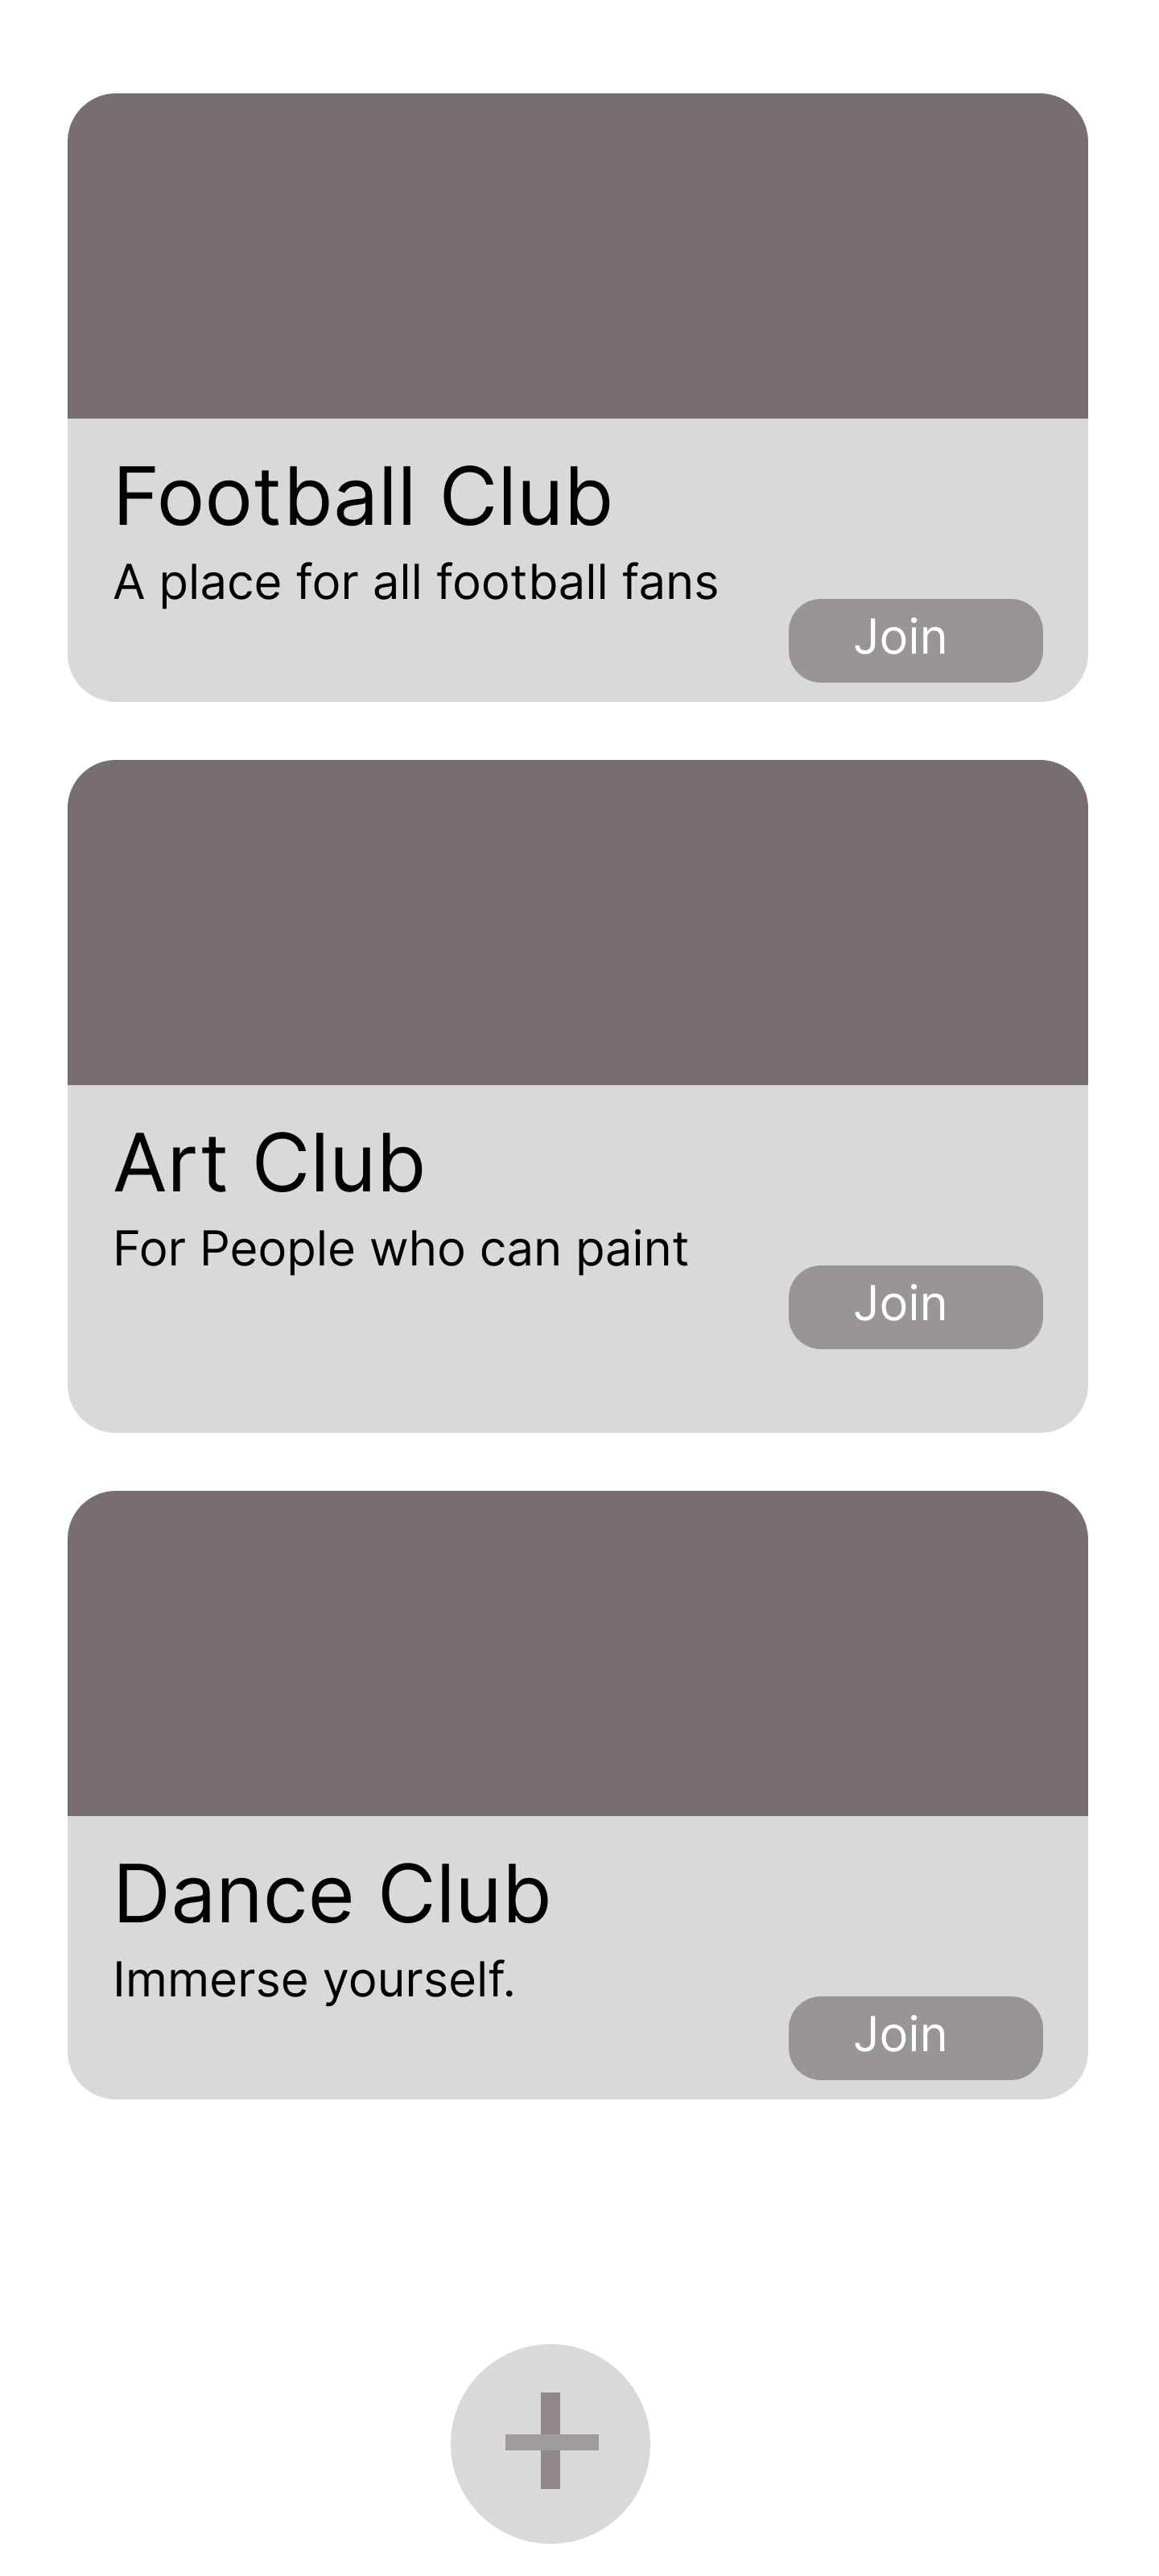 Football Club
A place for all football fans
Join
Art Club
For People who can paint
Join
Dance Club
Immerse yourself.
Join